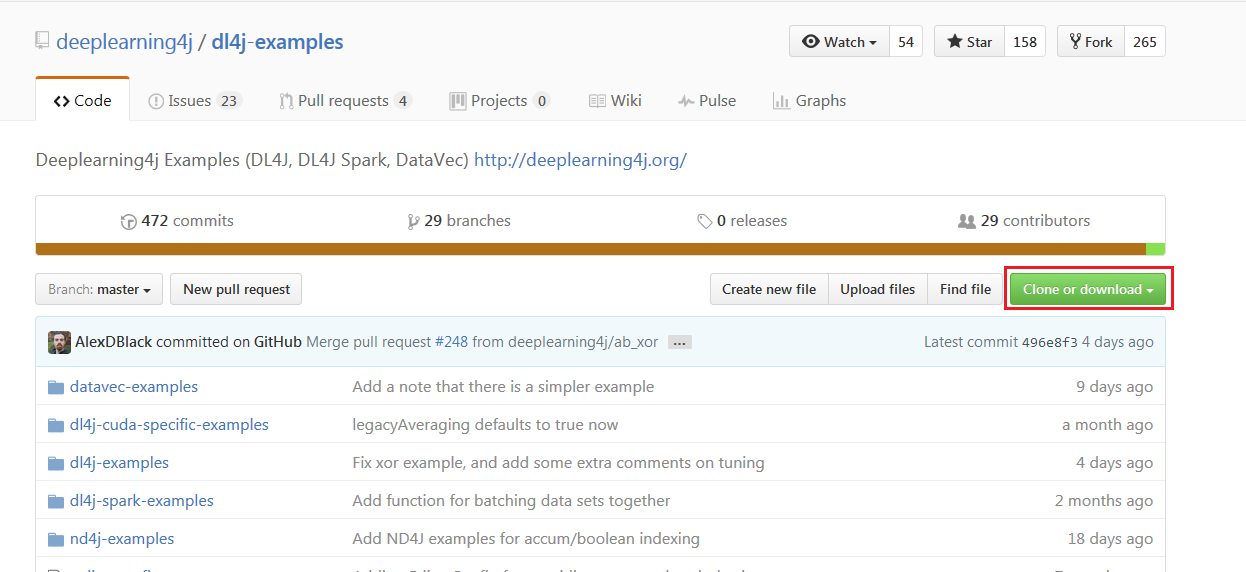 deeplearning4j / dl4j-examples
Watch 54 Star 158 Fork 265
Code Issues 23 Pull requests 4 Projects 0 Wiki Pulse Graphs
Deeplearning4j Examples (DL4J, DL4J Spark, DataVec) http://deeplearning4j.org/
472 commits 29 branches 0 releases 29 contributors
Branch: master New pull request Create new file Upload files Find file Clone or download
AlexDBlack committed on GitHub Merge pull request #248 from deeplearning4j/ab_xor ... Latest commit 496e8f3 4 days ago
datavec-examples Add a note that there is a simpler example 9 days ago
dl4j-cuda-specific-examples legacyAveraging defaults to true now a month ago
dl4j-examples Fix xor example, and add some extra comments on tuning 4 days ago
dl4j-spark-examples Add function for batching data sets together 2 months ago
nd4j-examples Add ND4J examples for accum/boolean indexing 18 days ago